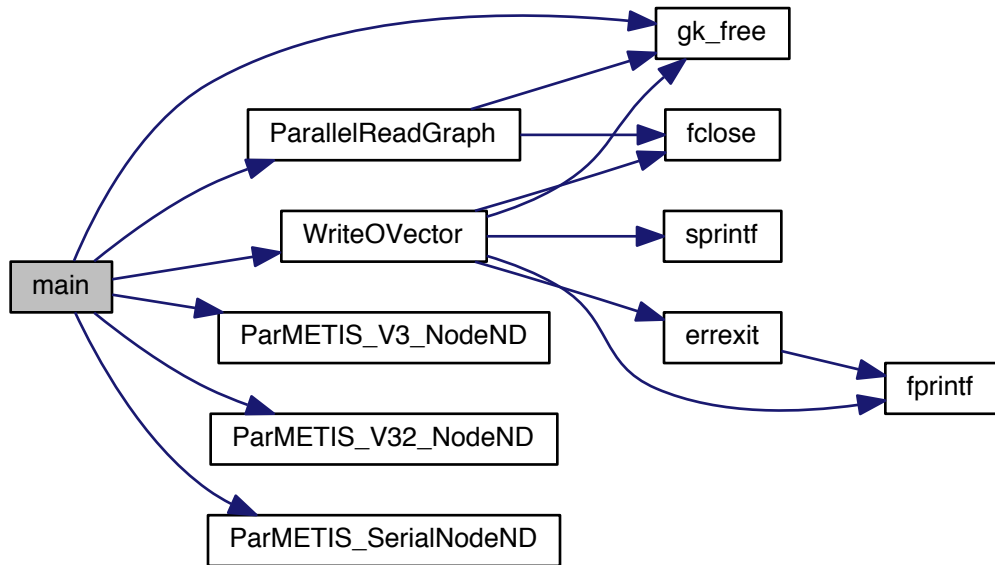 gk_free
ParallelReadGraph
fclose
WriteOVector
sprintf
main
ParMETIS_V3_NodeND
errexit
fprintf
ParMETIS_V32_NodeND
ParMETIS_SerialNodeND